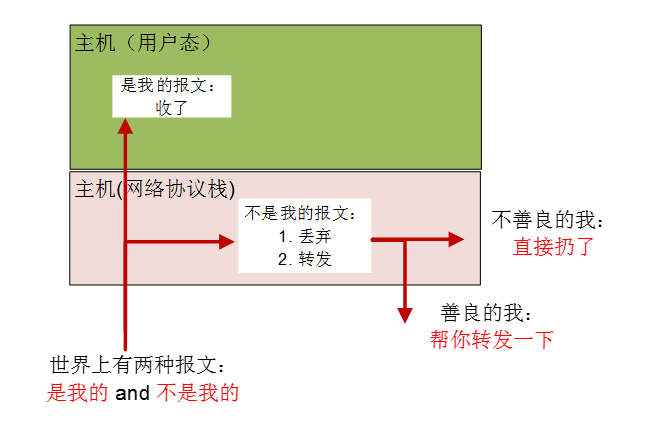 主机（用户态）
是我的报文：
收了
主机(网络协议栈)
不是我的报文：
1. 丢弃
2. 转发
不善良的我：
直接扔了
善良的我：
帮你转发一下
世界上有两种报文：
是我的 and 不是我的